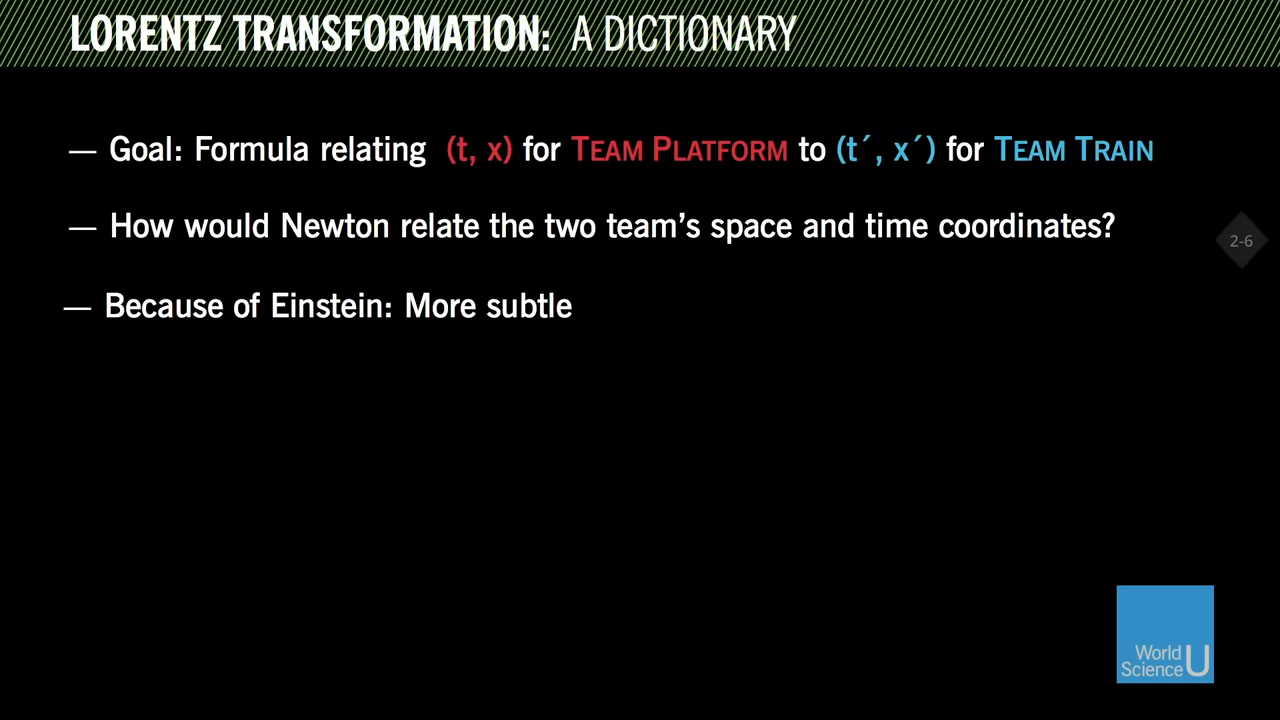 LORENTZ TRANSFORMATION: A DICTIONARY
— Goal: Formula relating (t, x) for TEAM PLATFORM to (t´, x´) for TEAM TRAIN
— How would Newton relate the two team’s space and time coordinates?
2-6
— Because of Einstein: More subtle
World
Science U